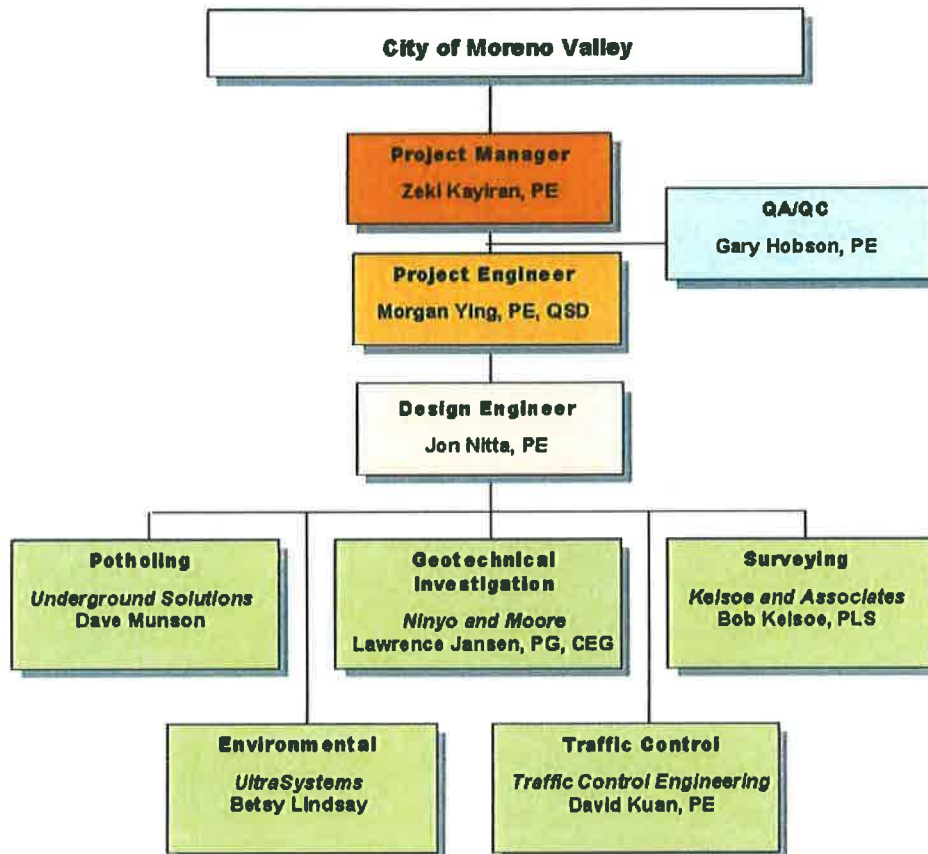 City of Moreno Valley
Project Manager
Zeki Kayiran, PE
QA/QC
Gary Hobson, PE
Project Engineer
Morgan Ying, PE, QSD
Design Engineer
Jon Nitta, PE
Potholing
Underground Solutions
Dave Munson
Geotechnical
Investigation
Ninyo and Moore
Lawrence Jansen, PG, CEG
Surveying
Kelsoe and Associates
Bob Kelsoe, PLS
Environmental
UltraSystems
Betsy Lindsay
Traffic Control
Traffic Control Engineering
David Kuan, PE